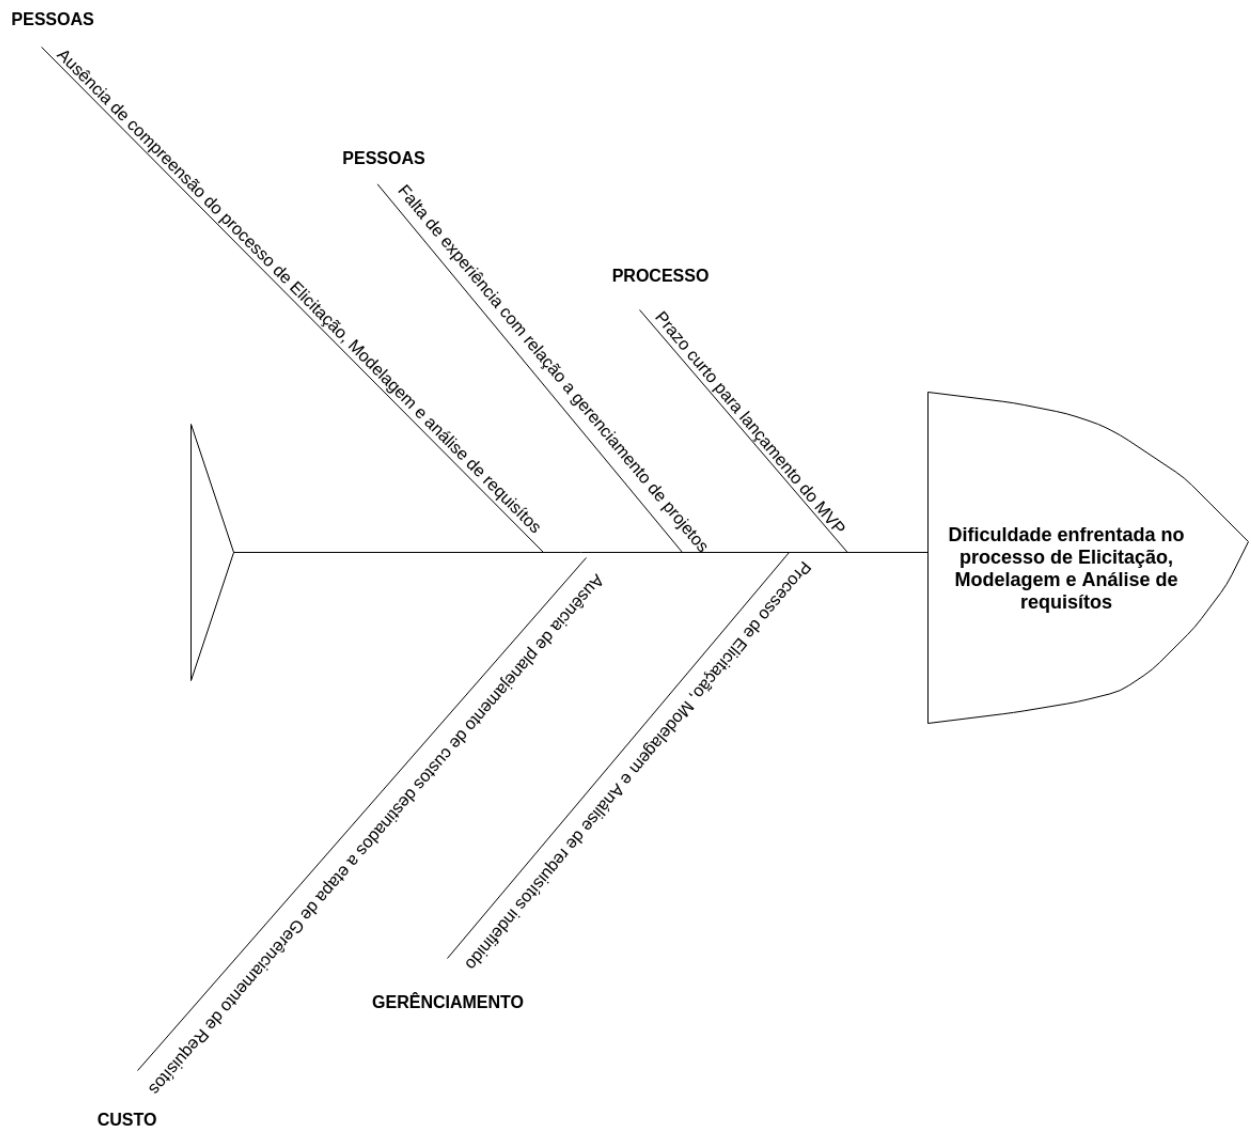 PESSOAS
Ausência de compreensão do processo de Elicitação, Modelagem e análise de requisítos
PESSOAS
Falta de experiência com relação a gerenciamento de projetos
PROCESSO
Prazo curto para lançamento do MVP
Dificuldade enfrentada no
processo de Elicitação,
Modelagem e Análise de
requisítos
Ausência de planejamento de custos destinados a etapa de Gerênciamento de Requisítos
Processo de Elicitação, Modelagem e Análise de requisítos indefinido
GERÊNCIAMENTO
CUSTO